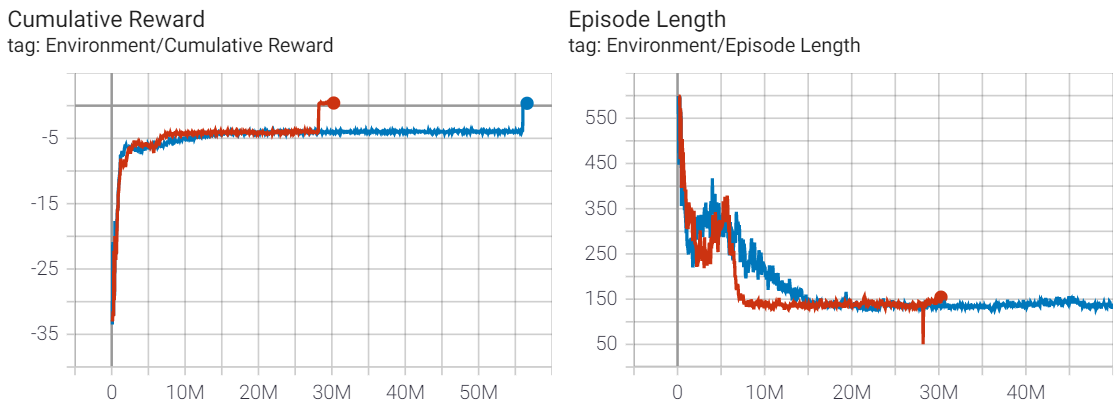 Cumulative Reward
tag: Environment/Cumulative Reward
-5
-15
-25
-35
0 10M 20M 30M 40M 50M
Episode Length
tag: Environment/Episode Length
550
450
350
250
150
50
0 10M 20M 30M 40M